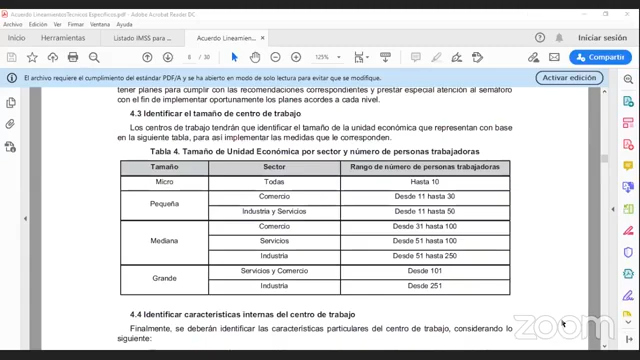 Acuerdo LineamientosTécnicos Específicos.pdf - Adobe Acrobat Reader DC
Archivo Edición Ver Firmar Ventana Ayuda
Inicio Herramientas Listado IMSS para ... Acuerdo Lineamien... × Iniciar sesión
8 / 30 125% Compartir
El archivo requiere el cumplimiento del estándar PDF/A y se ha abierto en modo de solo lectura para evitar que se modifique. Activar edición
tener planes para cumplir con las recomendaciones correspondientes y prestar especial atención al semáforo
con el fin de implementar oportunamente los planes acordes a cada nivel.
4.3 Identificar el tamaño de centro de trabajo
Los centros de trabajo tendrán que identificar el tamaño de la unidad económica que representan con base
en la siguiente tabla, para así implementar las medidas que le corresponden.
Tabla 4. Tamaño de Unidad Económica por sector y número de personas trabajadoras
Tamaño Sector Rango de número de personas trabajadoras
Micro Todas Hasta 10
Pequeña Comercio Desde 11 hasta 30
Industria y Servicios Desde 11 hasta 50
Mediana Comercio Desde 31 hasta 100
Servicios Desde 51 hasta 100
Industria Desde 51 hasta 250
Grande Servicios y Comercio Desde 101
Industria Desde 251
4.4 Identificar características internas del centro de trabajo
Finalmente, se deberán identificar las características particulares del centro de trabajo, considerando lo
siguiente:
zoom